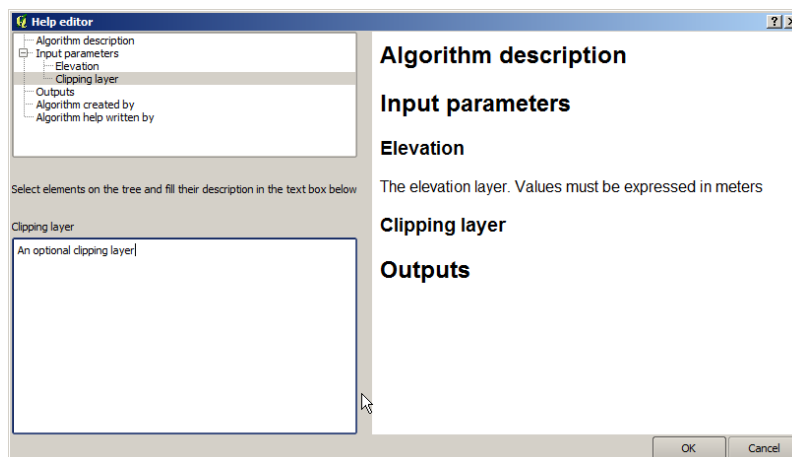 Help editor
Algorithm description
Input parameters
Elevation
Clipping layer
Outputs
Algorithm created by
Algorithm help written by
Select elements on the tree and fill their description in the text box below
Clipping layer
An optional clipping layer
Algorithm description
Input parameters
Elevation
The elevation layer. Values must be expressed in meters
Clipping layer
Outputs
OK
Cancel